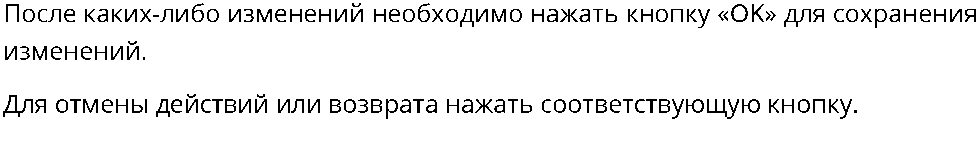 После каких-либо изменений необходимо нажать кнопку «ОК» для сохранения
изменений.
Для отмены действий или возврата нажать соответствующую кнопку.